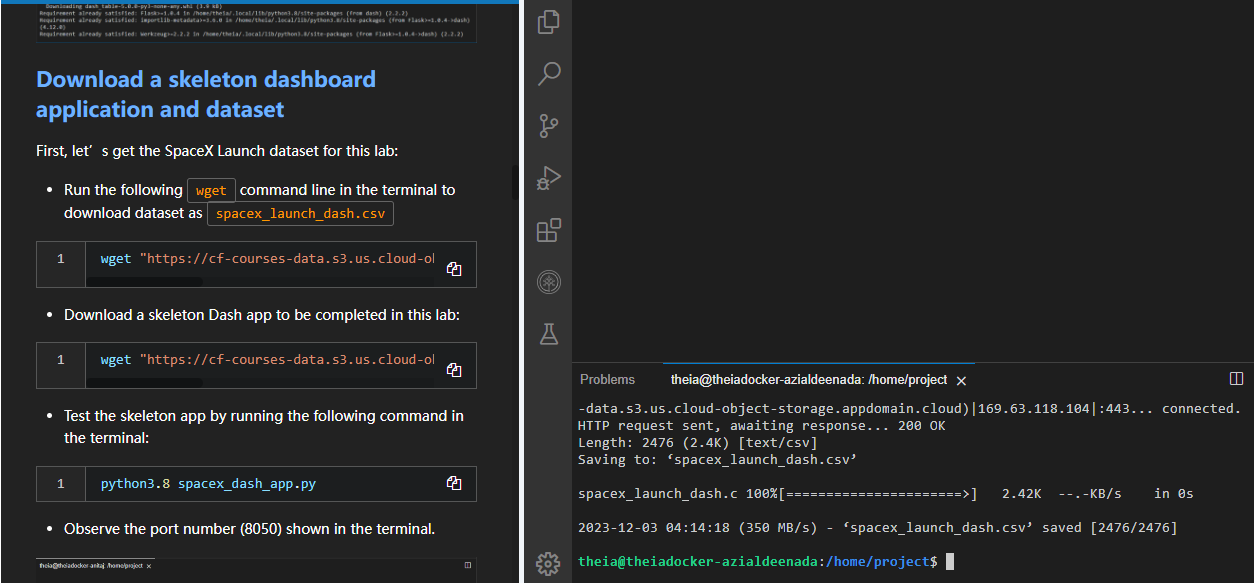 Downloading dash_table-5.0.0-py3-none-any.whl (3.9 kB)
Requirement already satisfied: Flask>=1.0.4 in /home/theia/.local/lib/python3.8/site-packages (from dash) (2.2.2)
Requirement already satisfied: importlib-metadata>=3.6.0 in /home/theia/.local/lib/python3.8/site-packages (from Flask>=1.0.4->dash)
(4.12.0)
Requirement already satisfied: Werkzeug>=2.2.2 in /home/theia/.local/lib/python3.8/site-packages (from Flask>=1.0.4->dash) (2.2.2)
Download a skeleton dashboard
application and dataset
First, let’s get the SpaceX Launch dataset for this lab:
• Run the following wget command line in the terminal to
download dataset as spacex_launch_dash.csv
1 wget "https://cf-courses-data.s3.us.cloud-ob
• Download a skeleton Dash app to be completed in this lab:
1 wget "https://cf-courses-data.s3.us.cloud-ob
• Test the skeleton app by running the following command in
the terminal:
1 python3.8 spacex_dash_app.py
• Observe the port number (8050) shown in the terminal.
theia@theiadocker-anitaj: /home/project ×
Problems theia@theiadocker-azialdeenada: /home/project ×
-data.s3.us.cloud-object-storage.appdomain.cloud)|169.63.118.104|:443... connected.
HTTP request sent, awaiting response... 200 OK
Length: 2476 (2.4K) [text/csv]
Saving to: ‘spacex_launch_dash.csv’
spacex_launch_dash.c 100%[======================>] 2.42K --.-KB/s in 0s
2023-12-03 04:14:18 (350 MB/s) - ‘spacex_launch_dash.csv’ saved [2476/2476]
theia@theiadocker-azialdeenada:/home/project$